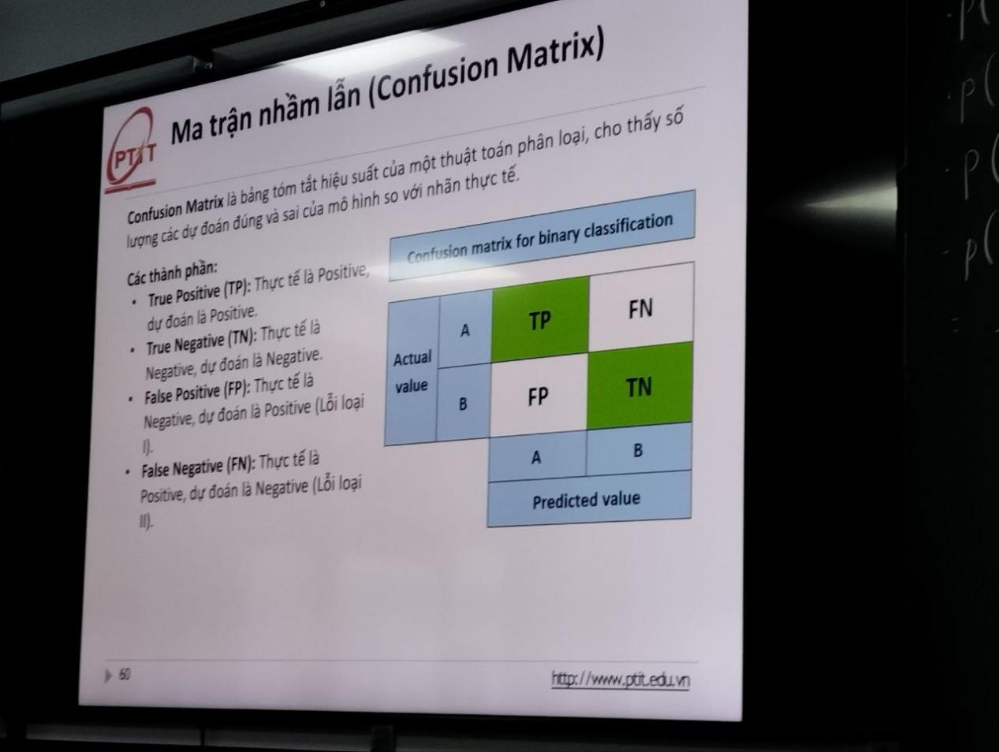 Ma trận nhầm lẫn (Confusion Matrix)
PTIT
Confusion Matrix là bảng tóm tắt hiệu suất của một thuật toán phân loại, cho thấy số
lượng các dự đoán đúng và sai của mô hình so với nhãn thực tế.
Các thành phần:
• True Positive (TP): Thực tế là Positive,
dự đoán là Positive.
• True Negative (TN): Thực tế là
Negative, dự đoán là Negative.
• False Positive (FP): Thực tế là
Negative, dự đoán là Positive (Lỗi loại
I).
• False Negative (FN): Thực tế là
Positive, dự đoán là Negative (Lỗi loại
II).
Confusion matrix for binary classification
Actual
value
A
TP
FN
B
FP
TN
A
B
Predicted value
60
http://www.ptit.edu.vn
p(
p(
p(
p(
=